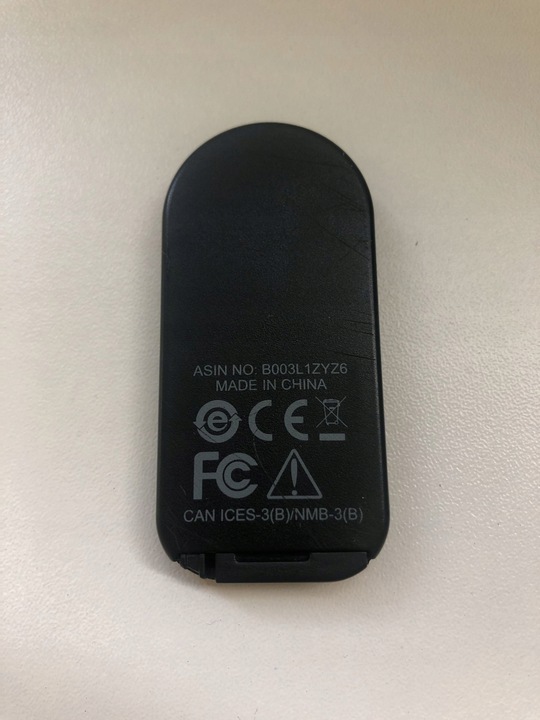 ASIN NO: B003L1ZYZ6
MADE IN CHINA
e CE
FC
CAN ICES-3(B)/NMB-3(B)